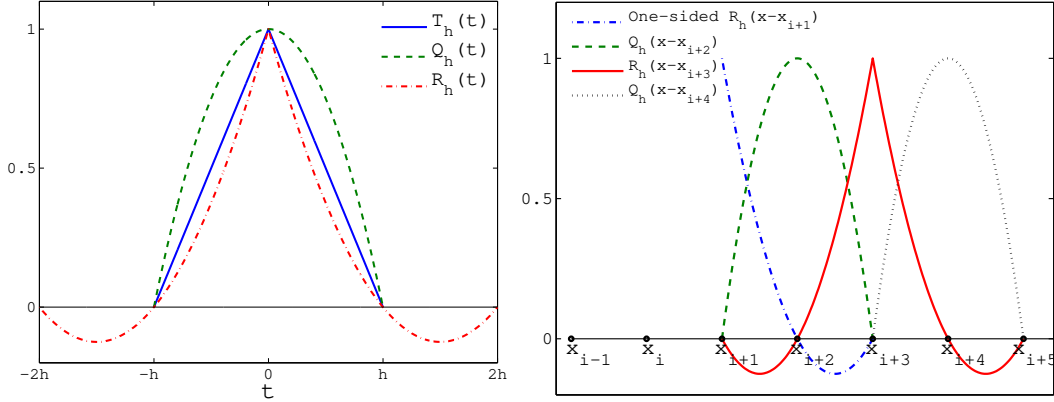 T_h(t)
Q_h(t)
R_h(t)
1
0.5
0
−2h −h 0 h 2h
t
One-sided R_h(x-x_{i+1})
Q_h(x-x_{i+2})
R_h(x-x_{i+3})
Q_h(x-x_{i+4})
1
0.5
0
x_{i-1} x_i x_{i+1} x_{i+2} x_{i+3} x_{i+4} x_{i+5}